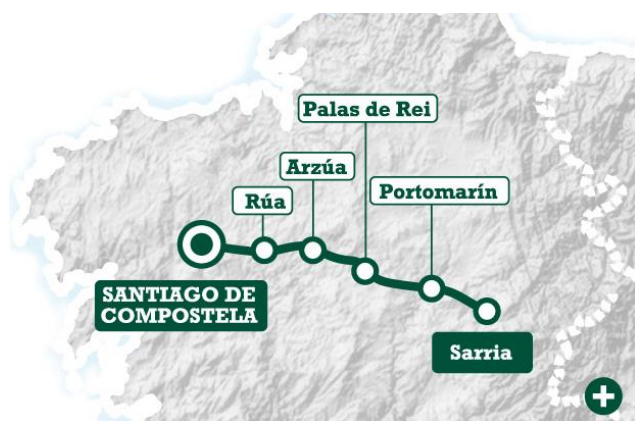 Palas de Rei
Arzúa
Portomarín
Rúa
SANTIAGO DE
COMPOSTELA
Sarria